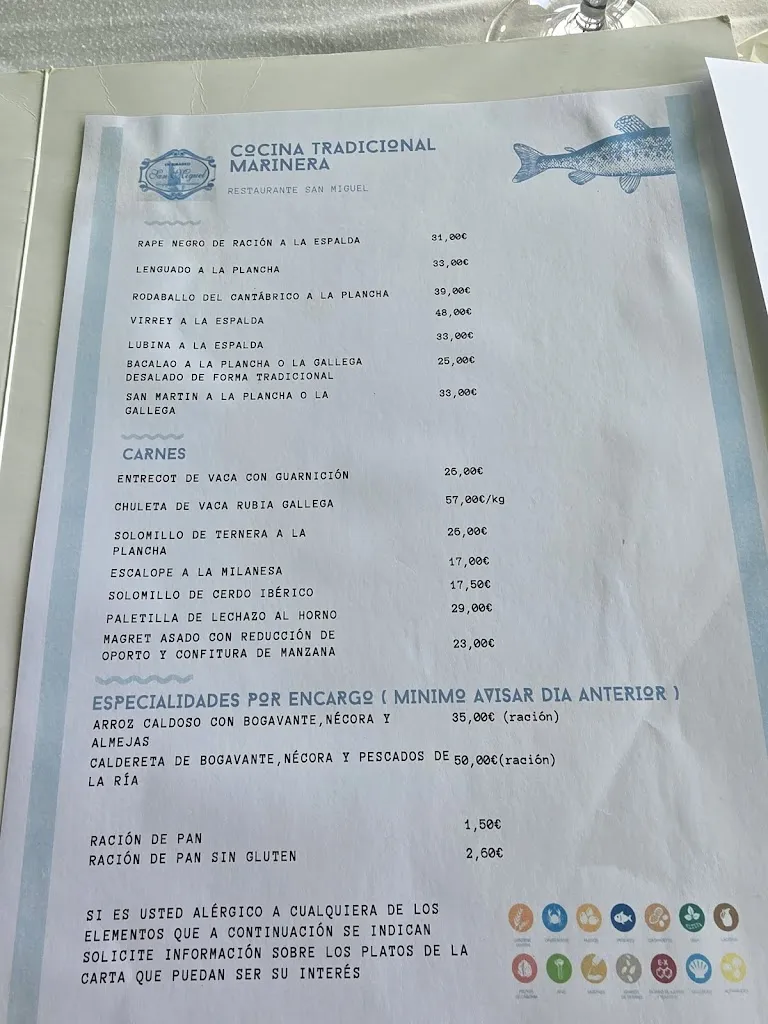 COCINA TRADICIONAL
MARINERA
San Miguel
RESTAURANTE SAN MIGUEL
RAPE NEGRO DE RACIÓN A LA ESPALDA 31,00€
LENGUADO A LA PLANCHA 33,00€
RODABALLO DEL CANTÁBRICO A LA PLANCHA 39,00€
VIRREY A LA ESPALDA 48,00€
LUBINA A LA ESPALDA 33,00€
BACALAO A LA PLANCHA O LA GALLEGA 25,00€
DESALADO DE FORMA TRADICIONAL
SAN MARTIN A LA PLANCHA O LA 33,00€
GALLEGA
CARNES
ENTRECOT DE VACA CON GUARNICIÓN 25,00€
CHULETA DE VACA RUBIA GALLEGA 57,00€/kg
SOLOMILLO DE TERNERA A LA 26,00€
PLANCHA
ESCALOPE A LA MILANESA 17,00€
SOLOMILLO DE CERDO IBÉRICO 17,50€
PALETILLA DE LECHAZO AL HORNO 29,00€
MAGRET ASADO CON REDUCCIÓN DE
OPORTO Y CONFITURA DE MANZANA 23,00€
ESPECIALIDADES POR ENCARGO ( MINIMO AVISAR DIA ANTERIOR )
ARROZ CALDOSO CON BOGAVANTE,NÉCORA Y 35,00€ (ración)
ALMEJAS
CALDERETA DE BOGAVANTE,NÉCORA Y PESCADOS DE 50,00€(ración)
LA RÍA
RACIÓN DE PAN 1,50€
RACIÓN DE PAN SIN GLUTEN 2,60€
SI ES USTED ALÉRGICO A CUALQUIERA DE LOS
ELEMENTOS QUE A CONTINUACIÓN SE INDICAN
SOLICITE INFORMACIÓN SOBRE LOS PLATOS DE LA
CARTA QUE PUEDAN SER SU INTERÉS